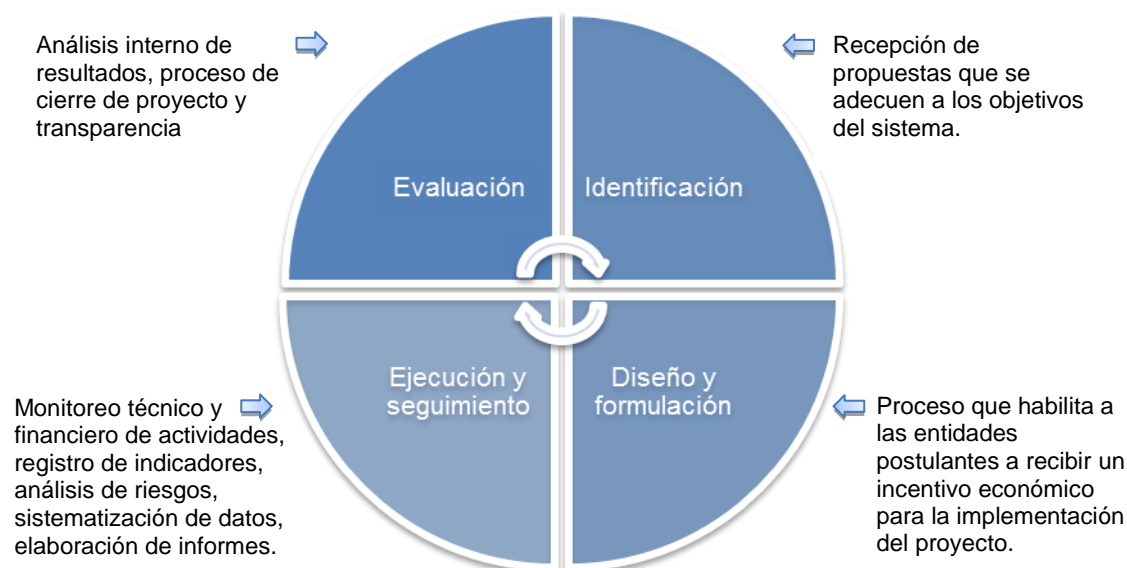 Análisis interno de
resultados, proceso de
cierre de proyecto y
transparencia
Recepción de
propuestas que se
adecuen a los objetivos
del sistema.
Evaluación
Identificación
Ejecución y
seguimiento
Diseño y
formulación
Monitoreo técnico y
financiero de actividades,
registro de indicadores,
análisis de riesgos,
sistematización de datos,
elaboración de informes.
Proceso que habilita a
las entidades
postulantes a recibir un
incentivo económico
para la implementación
del proyecto.